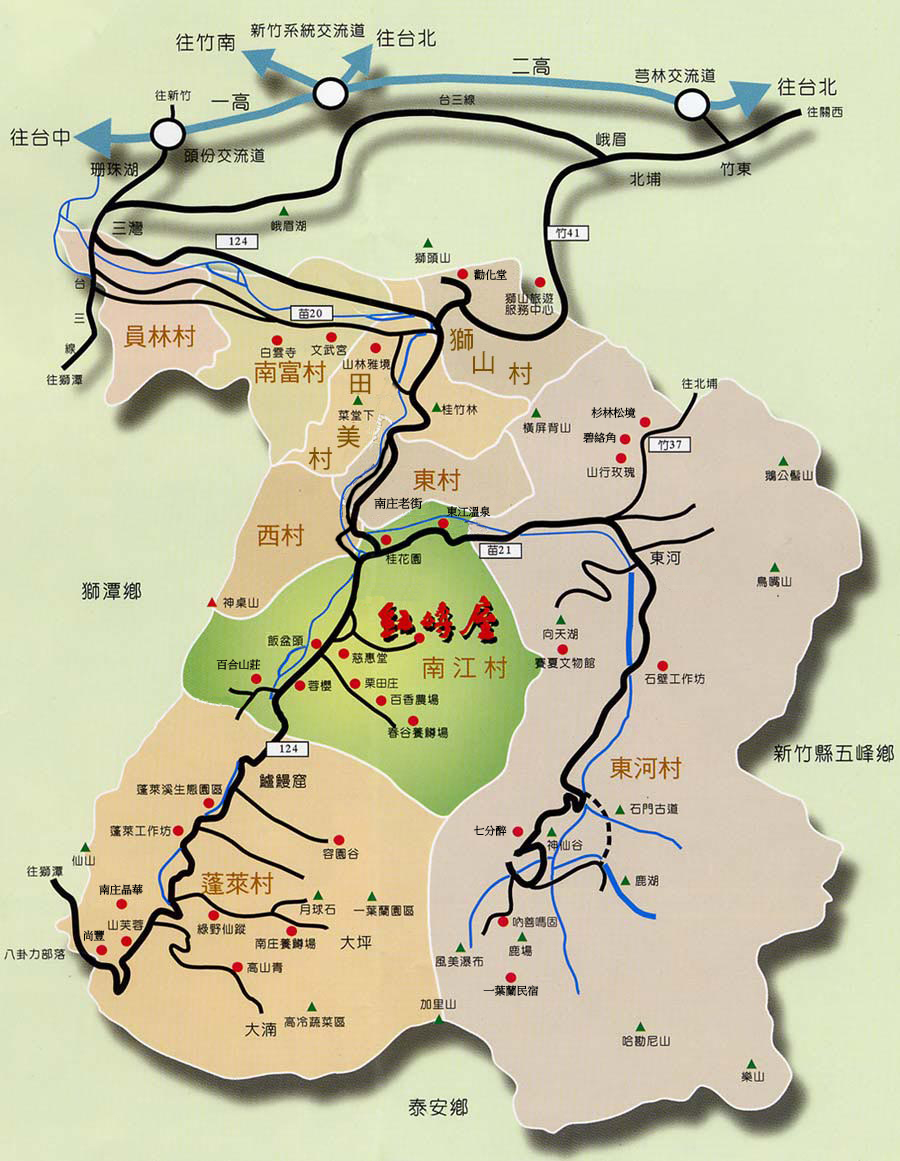 往竹南
新竹系統交流道
往台北
二高
芎林交流道
往台北
往新竹
一高
台三線
往關西
往台中
頭份交流道
峨眉
珊珠湖
北埔
竹東
三灣
峨眉湖
124
竹41
獅頭山
勸化堂
獅山旅遊
服務中心
台三線
苗20
員林村
白雲寺
文武宮
山林雅境
獅山村
南富村
田美村
往獅潭
菜堂下
桂竹林
往北埔
橫屏背山
杉林松境
碧絡角
竹37
山行玫瑰
鵝公髻山
東村
南庄老街
東江溫泉
西村
桂花園
苗21
東河
獅潭鄉
鳥嘴山
神桌山
向天湖
飯盆頭
慈惠堂
南江村
賽夏文物館
百合山莊
石壁工作坊
蓉櫻
栗田庄
百香農場
春谷養鱒場
124
鱸鰻窟
新竹縣五峰鄉
東河村
蓬萊溪生態園區
石門古道
蓬萊工作坊
七分醉
神仙谷
容園谷
仙山
往獅潭
蓬萊村
鹿湖
南庄晶華
月球石
一葉蘭園區
山芙蓉
綠野仙蹤
吶善嗎固
尚豐
南庄養鱒場
大坪
鹿場
八卦力部落
風美瀑布
高山青
一葉蘭民宿
加里山
大湳
高冷蔬菜區
哈勘尼山
樂山
泰安鄉